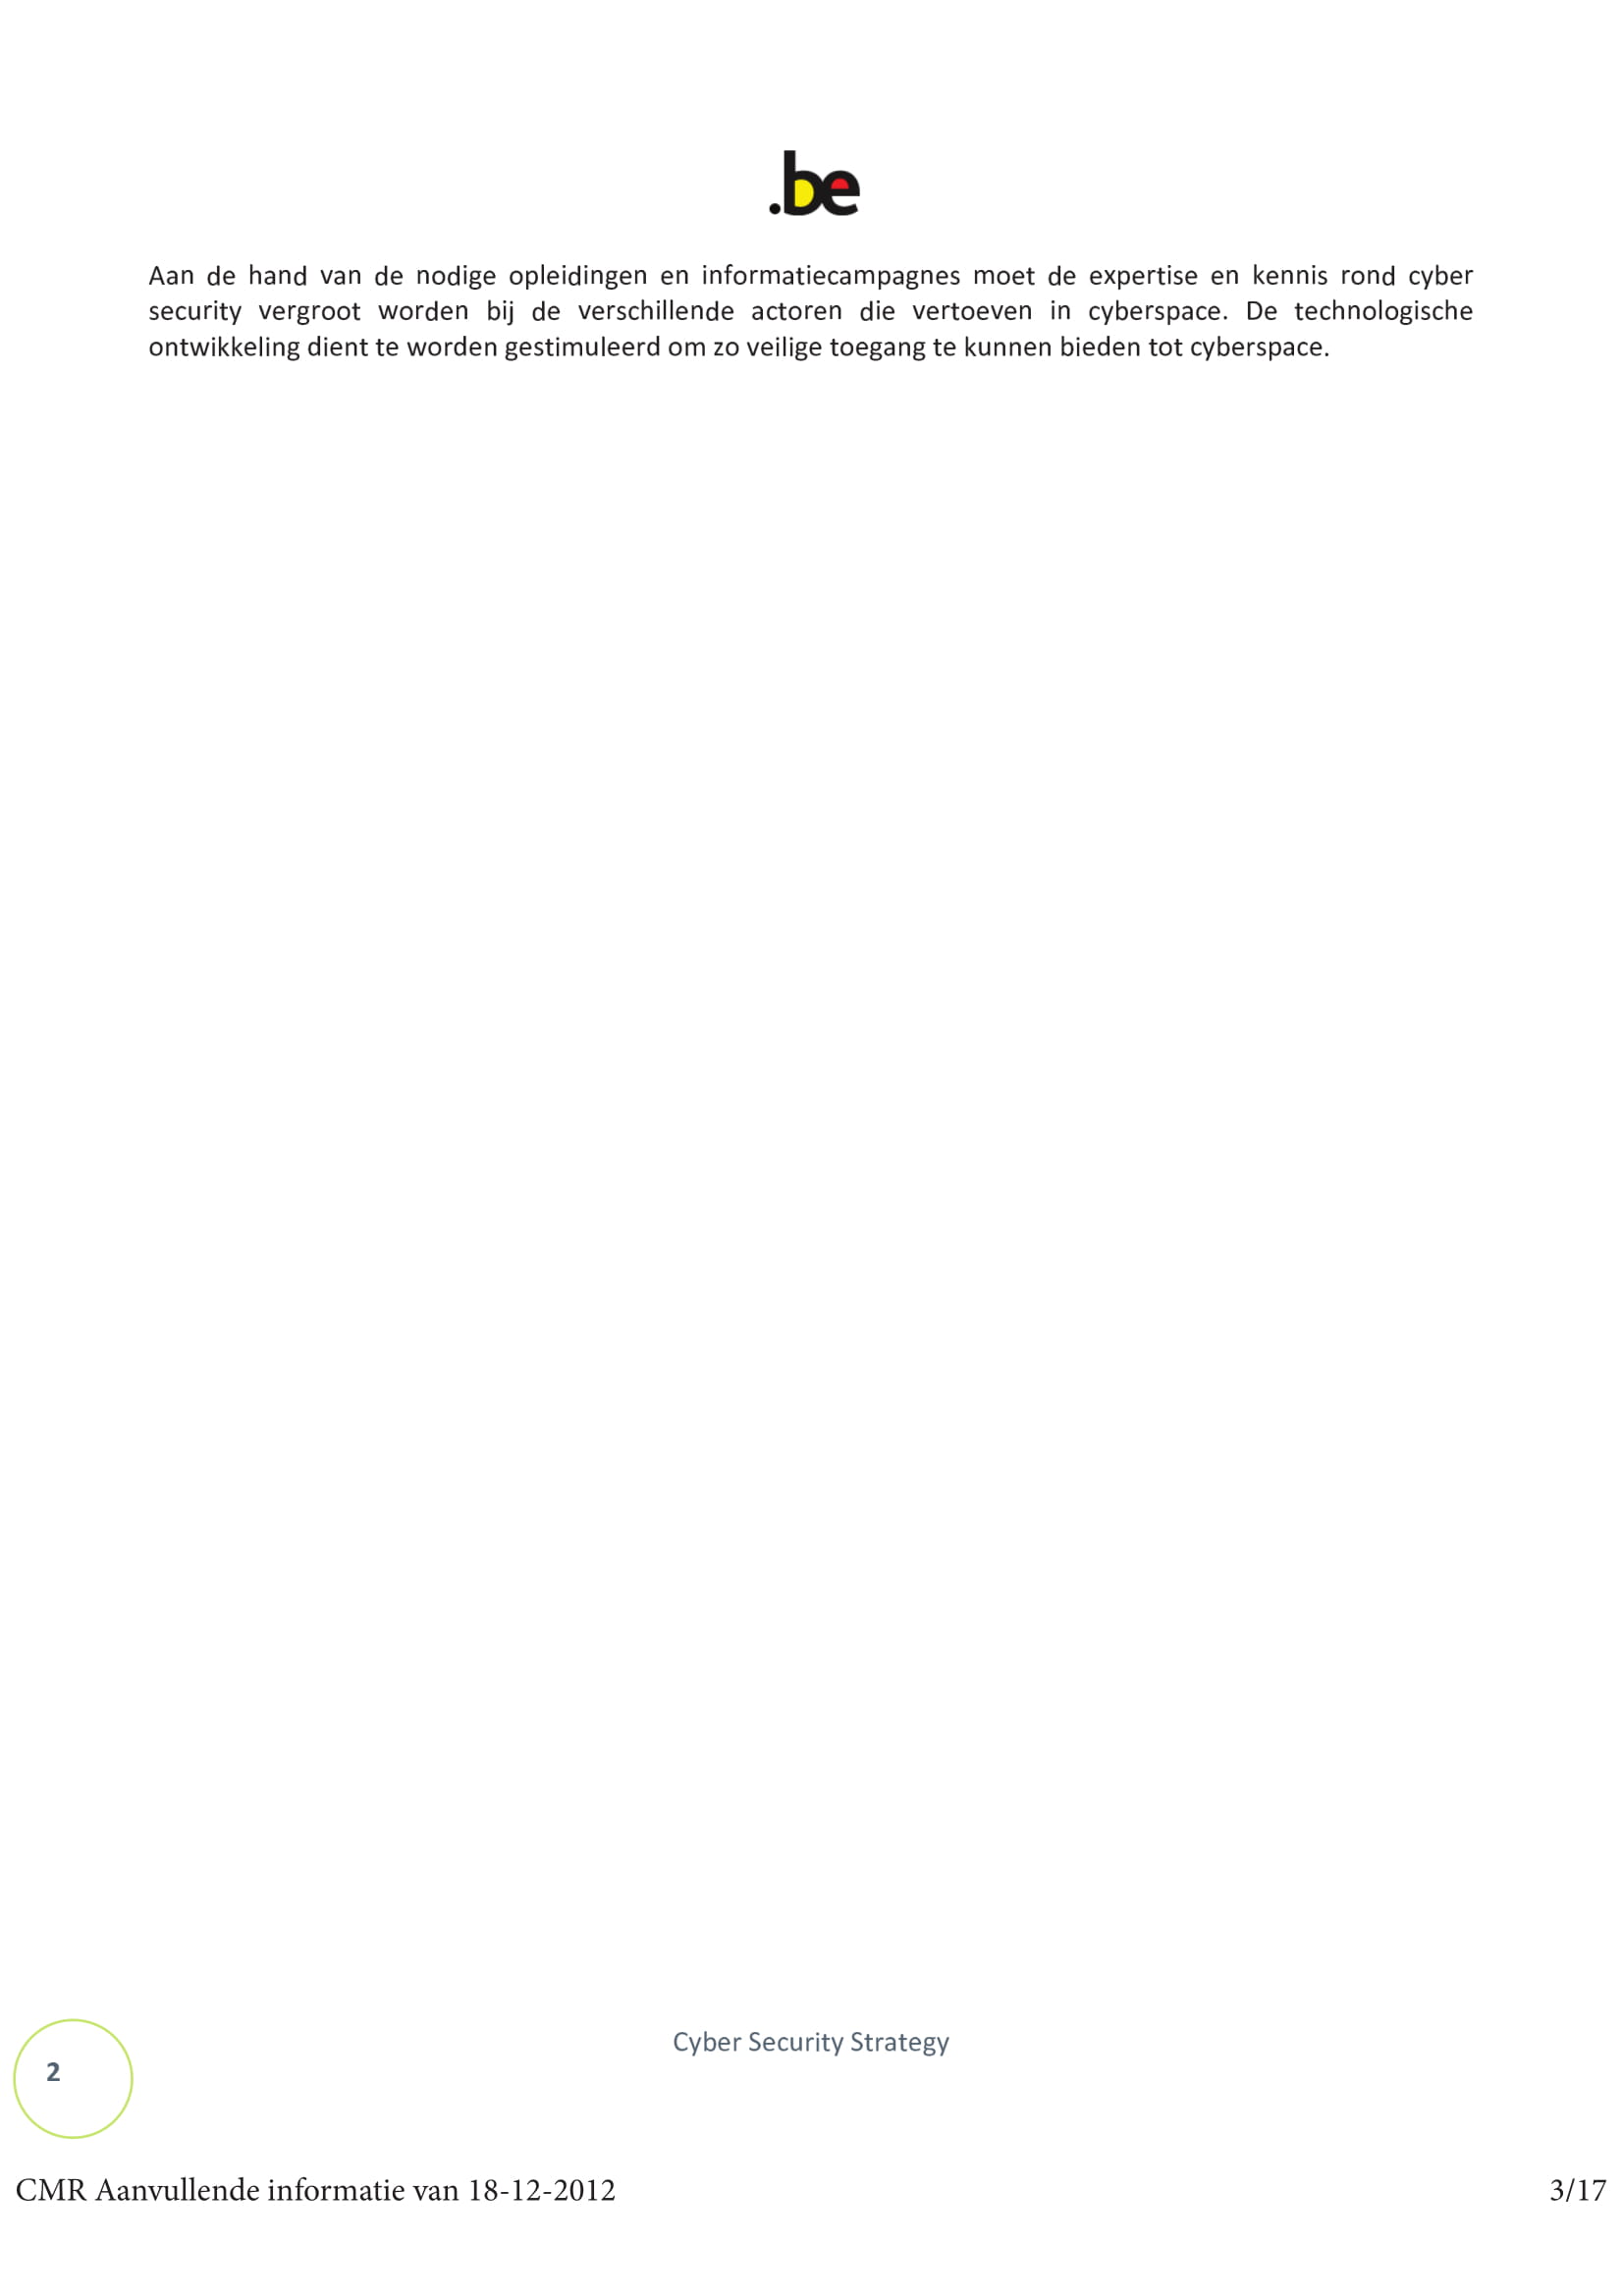 .be
Aan de hand van de nodige opleidingen en informatiecampagnes moet de expertise en kennis rond cyber
security vergroot worden bij de verschillende actoren die vertoeven in cyberspace. De technologische
ontwikkeling dient te worden gestimuleerd om zo veilige toegang te kunnen bieden tot cyberspace.
Cyber Security Strategy
2
CMR Aanvullende informatie van 18-12-2012 3/17